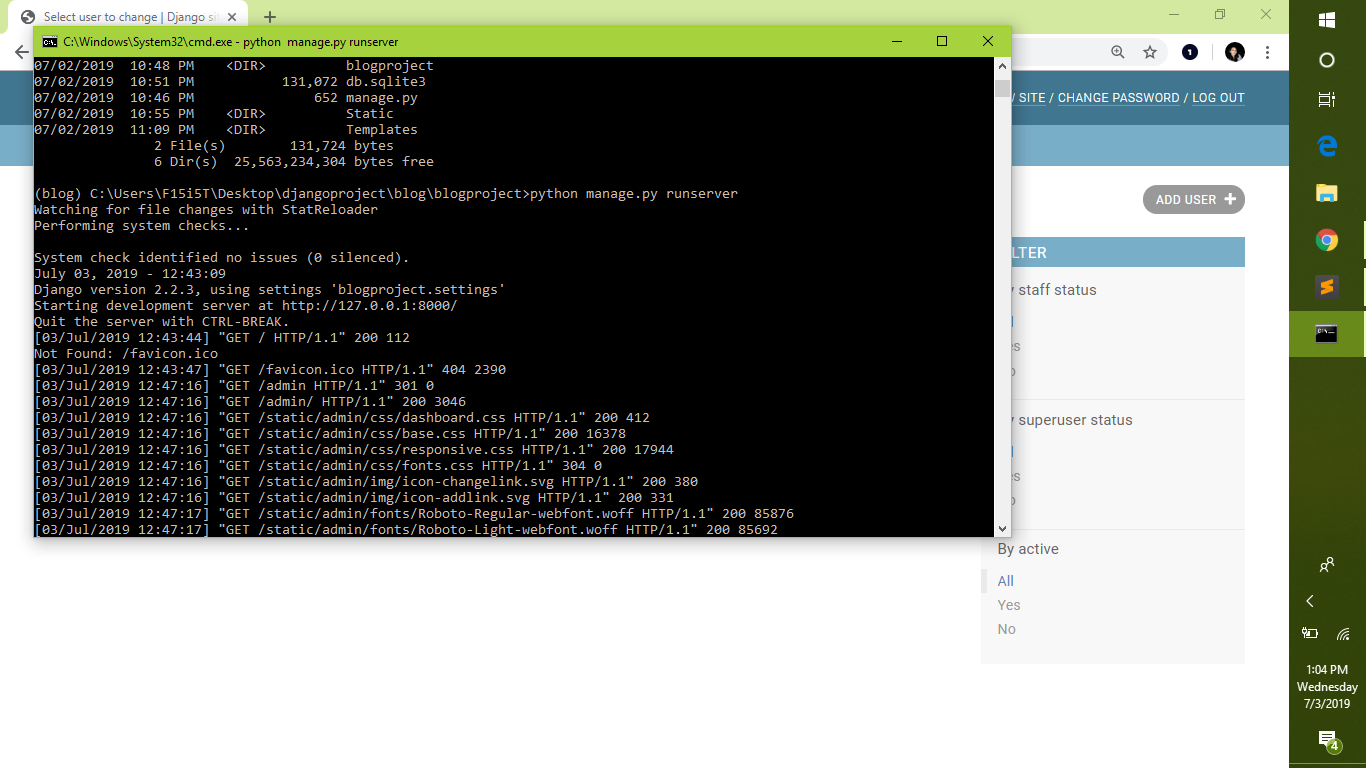 Select user to change | Django si
C:\Windows\System32\cmd.exe - python  manage.py runserver
07/02/2019  10:48 PM    <DIR>          blogproject
07/02/2019  10:51 PM           131,072 db.sqlite3
07/02/2019  10:46 PM               652 manage.py
07/02/2019  10:55 PM    <DIR>          Static
07/02/2019  11:09 PM    <DIR>          Templates
               2 File(s)        131,724 bytes
               6 Dir(s)  25,563,234,304 bytes free
(blog) C:\Users\F15i5T\Desktop\djangoproject\blog\blogproject>python manage.py runserver
Watching for file changes with StatReloader
Performing system checks...
System check identified no issues (0 silenced).
July 03, 2019 - 12:43:09
Django version 2.2.3, using settings 'blogproject.settings'
Starting development server at http://127.0.0.1:8000/
Quit the server with CTRL-BREAK.
[03/Jul/2019 12:43:44] "GET / HTTP/1.1" 200 112
Not Found: /favicon.ico
[03/Jul/2019 12:43:47] "GET /favicon.ico HTTP/1.1" 404 2390
[03/Jul/2019 12:47:16] "GET /admin HTTP/1.1" 301 0
[03/Jul/2019 12:47:16] "GET /admin/ HTTP/1.1" 200 3046
[03/Jul/2019 12:47:16] "GET /static/admin/css/dashboard.css HTTP/1.1" 200 412
[03/Jul/2019 12:47:16] "GET /static/admin/css/base.css HTTP/1.1" 200 16378
[03/Jul/2019 12:47:16] "GET /static/admin/css/responsive.css HTTP/1.1" 200 17944
[03/Jul/2019 12:47:16] "GET /static/admin/css/fonts.css HTTP/1.1" 304 0
[03/Jul/2019 12:47:16] "GET /static/admin/img/icon-changelink.svg HTTP/1.1" 200 380
[03/Jul/2019 12:47:16] "GET /static/admin/img/icon-addlink.svg HTTP/1.1" 200 331
[03/Jul/2019 12:47:17] "GET /static/admin/fonts/Roboto-Regular-webfont.woff HTTP/1.1" 200 85876
[03/Jul/2019 12:47:17] "GET /static/admin/fonts/Roboto-Light-webfont.woff HTTP/1.1" 200 85692
1
SITE / CHANGE PASSWORD / LOG OUT
ADD USER +
LTER
staff status
es
superuser status
es
By active
All
Yes
No
1:04 PM
Wednesday
7/3/2019
4